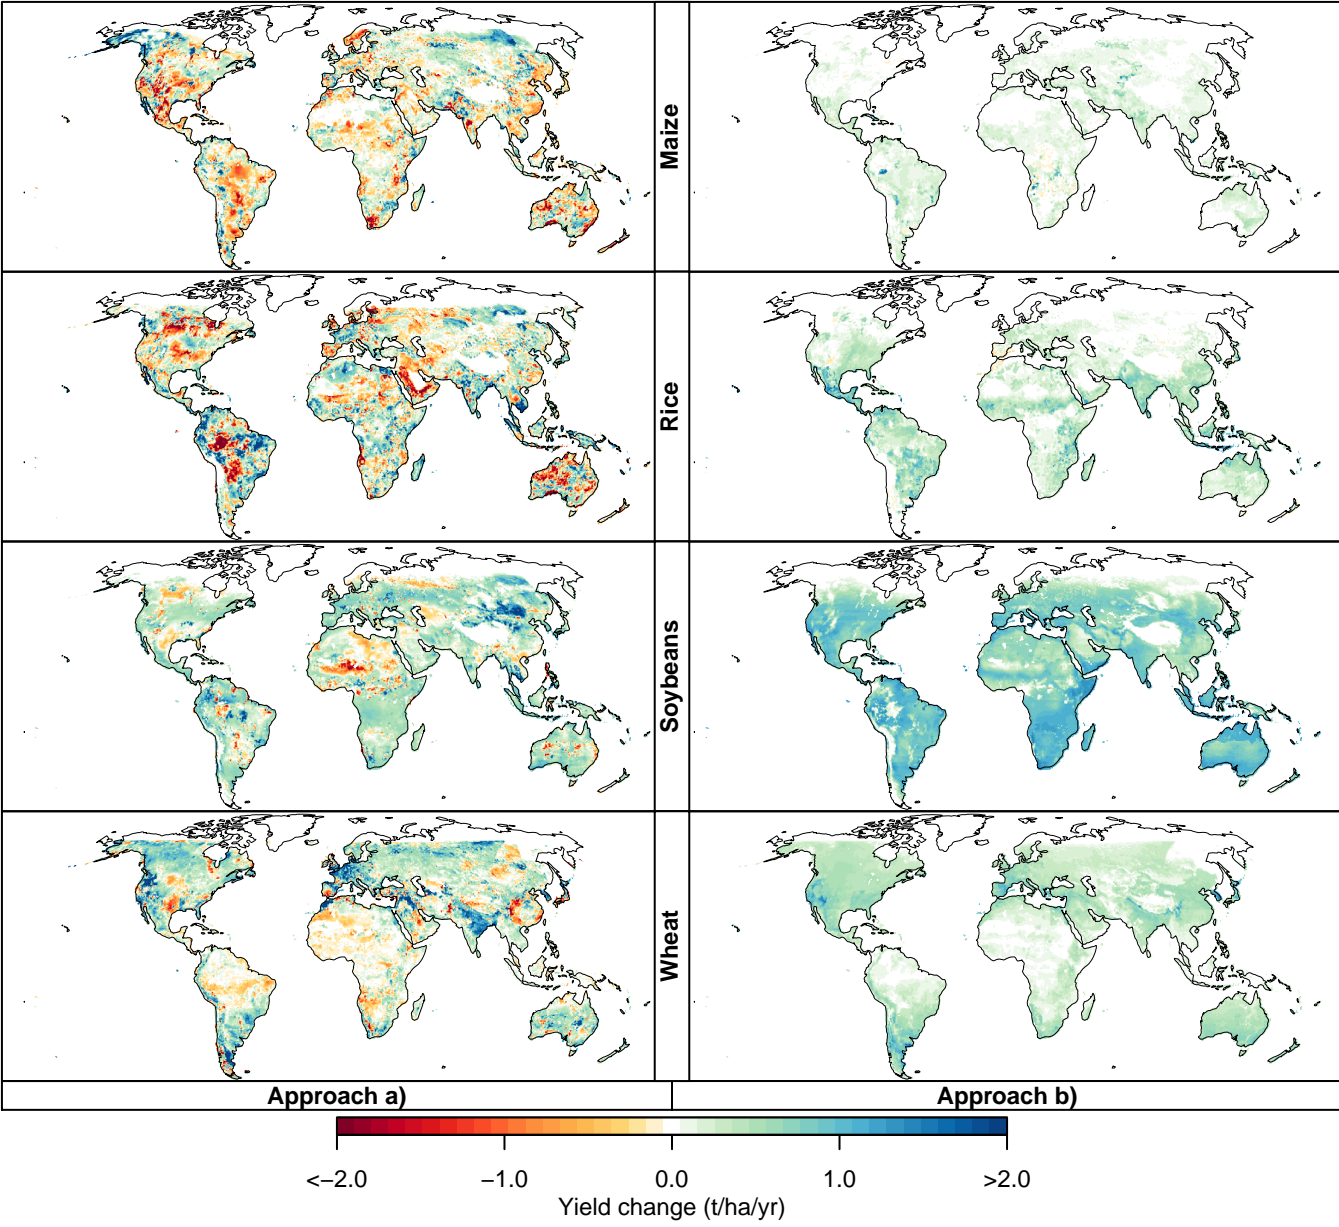 Maize
Rice
Soybeans
Wheat
Approach a)
Approach b)
<−2.0
−1.0
0.0
1.0
>2.0
Yield change (t/ha/yr)